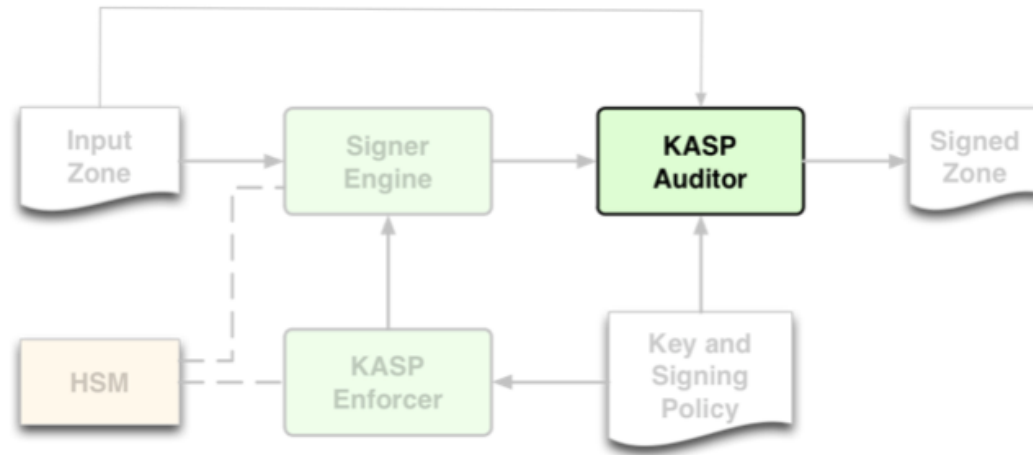 Input
Zone
Signer
Engine
KASP
Auditor
Signed
Zone
HSM
KASP
Enforcer
Key and
Signing
Policy